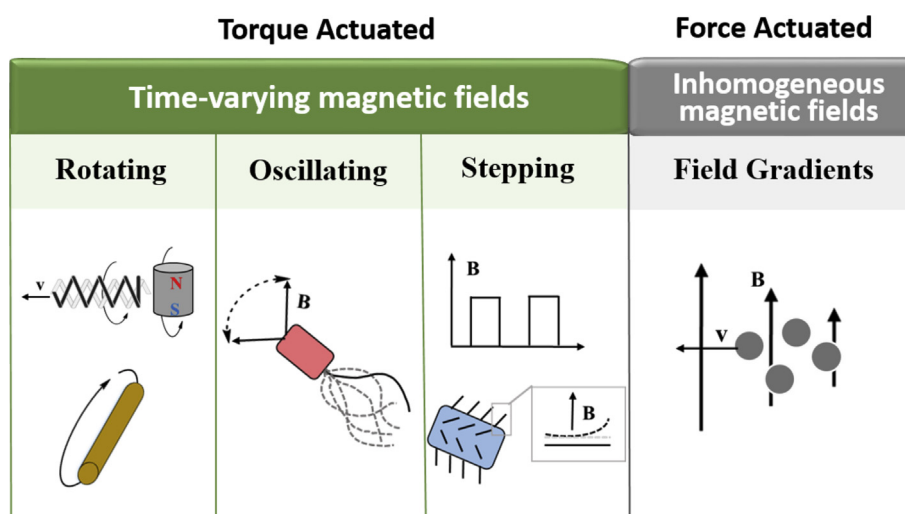 Torque Actuated
Force Actuated
Time-varying magnetic fields
Inhomogeneous
magnetic fields
Rotating
Oscillating
Stepping
Field Gradients
v
N
S
B
B
B
B
v